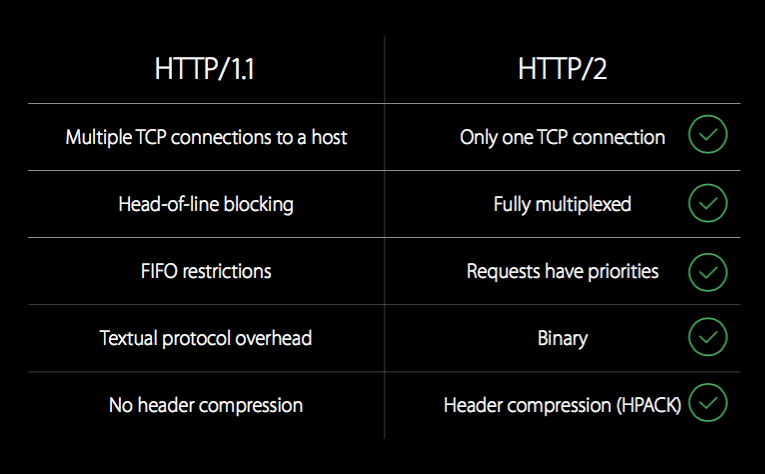 HTTP/1.1
HTTP/2
Multiple TCP connections to a host
Only one TCP connection
Head-of-line blocking
Fully multiplexed
FIFO restrictions
Requests have priorities
Textual protocol overhead
Binary
No header compression
Header compression (HPACK)